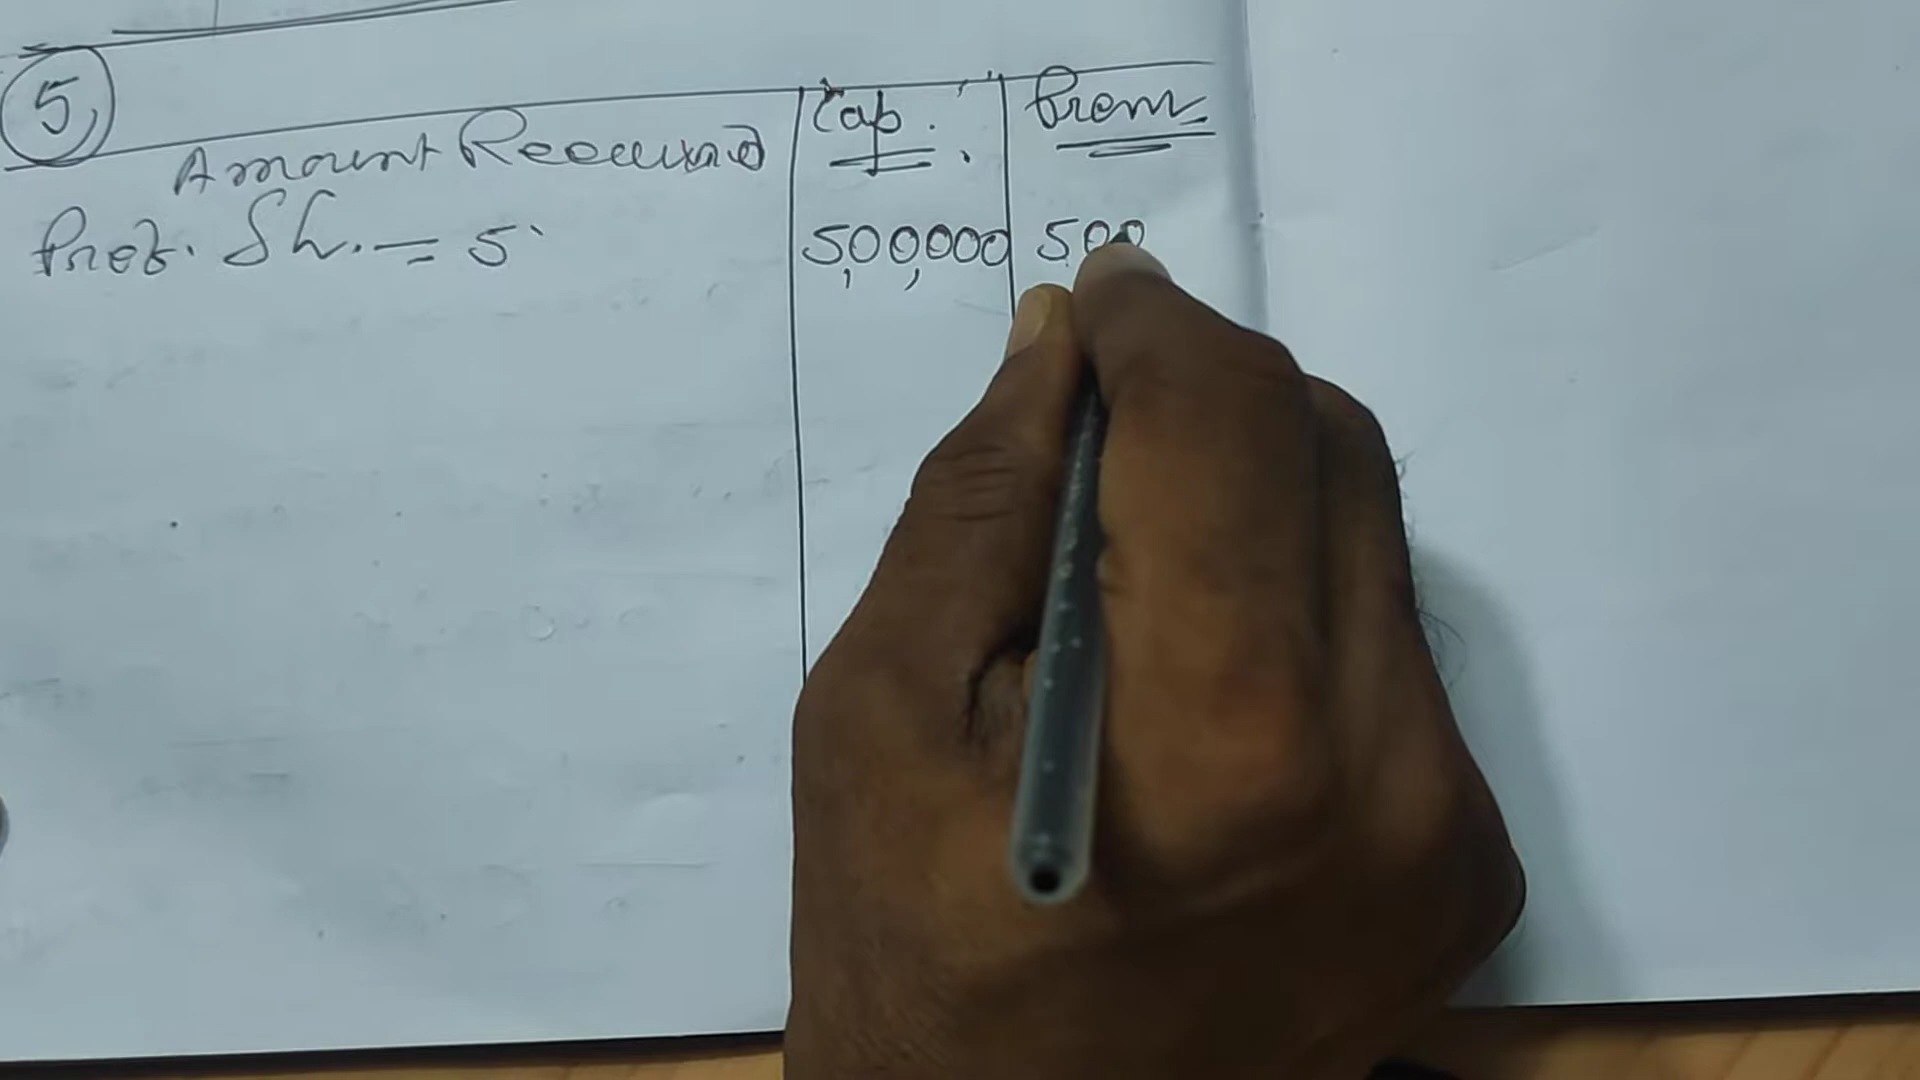 5,
Cap. Prem
Amount Received
Pref. Sh. = 5 5,00,000 500